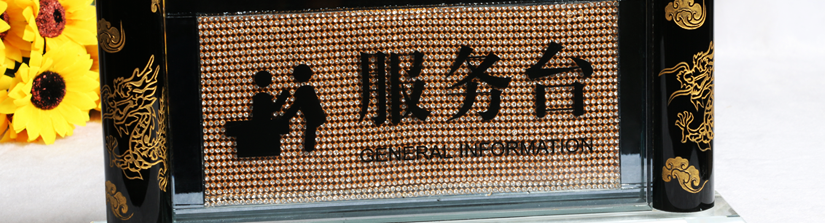 服务台
GENERAL INFORMATION